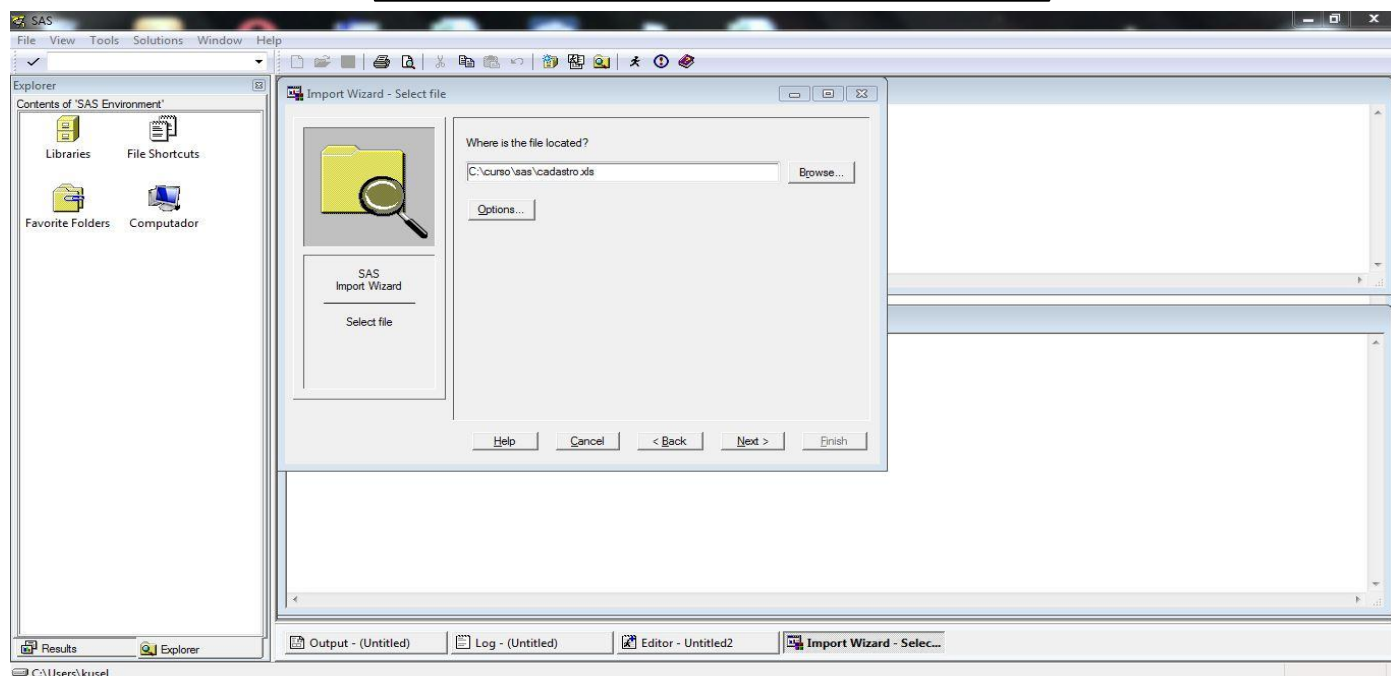 SAS
File View Tools Solutions Window Help
Explorer
Contents of 'SAS Environment'
Libraries
File Shortcuts
Favorite Folders
Computador
Import Wizard - Select file
Where is the file located?
C:\curso\sas\cadastro.xls
Browse...
Options...
SAS
Import Wizard
Select file
Help
Cancel
< Back
Next >
Finish
Results
Explorer
Output - (Untitled)
Log - (Untitled)
Editor - Untitled2
Import Wizard - Selec...
C:\Users\kusel